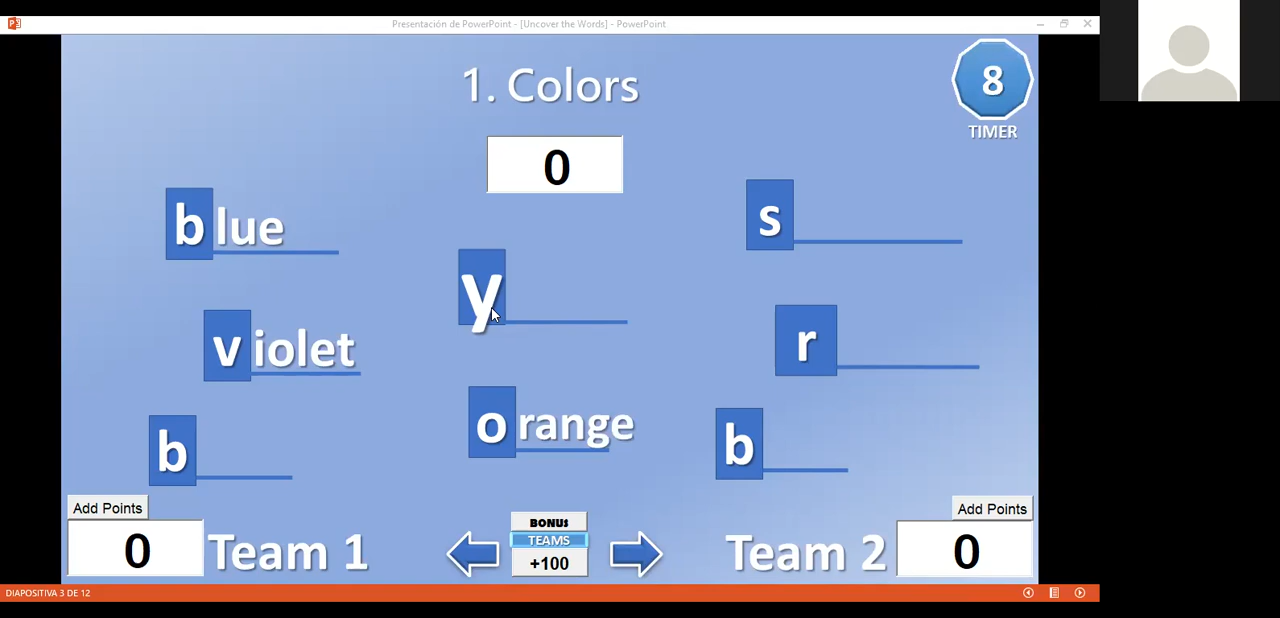 Presentación de PowerPoint - [Uncover the Words] - PowerPoint
1. Colors
8
TIMER
0
blue
s
y
violet
r
orange
b
b
Add Points
Add Points
BONUS
TEAMS
+100
0 Team 1
Team 2 0
DIAPOSITIVA 3 DE 12